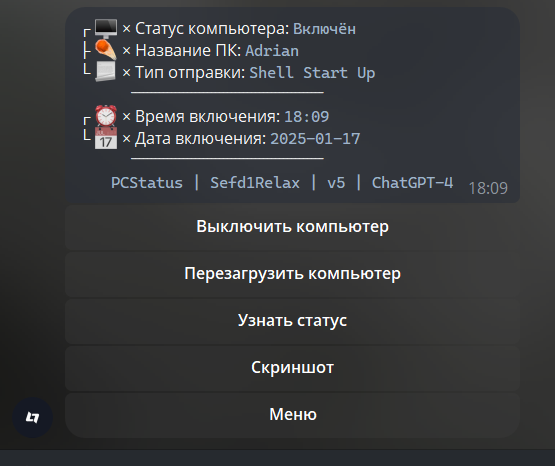 × Статус компьютера: Включён
× Название ПК: Adrian
× Тип отправки: Shell Start Up
× Время включения: 18:09
17 × Дата включения: 2025-01-17
PCStatus | Sefd1Relax | v5 | ChatGPT-4 18:09
Выключить компьютер
Перезагрузить компьютер
Узнать статус
Скриншот
Меню